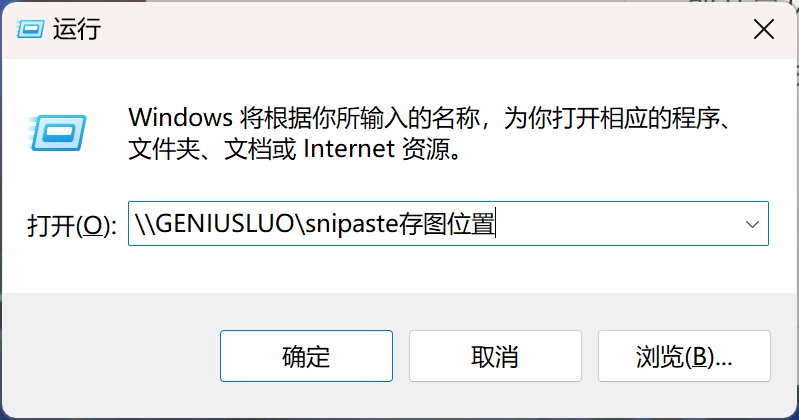 运行
Windows 将根据你所输入的名称，为你打开相应的程序、
文件夹、文档或 Internet 资源。
打开(O): \\GENIUSLUO\snipaste存图位置
确定 取消 浏览(B)...